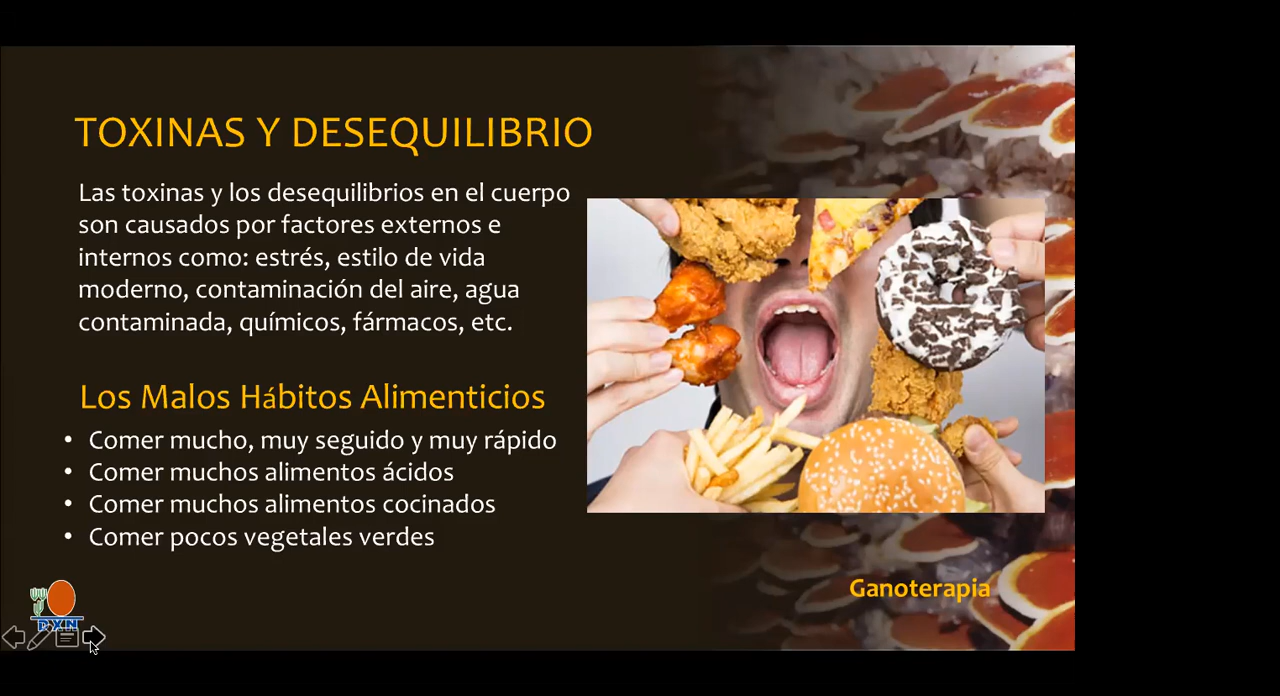 TOXINAS Y DESEQUILIBRIO
Las toxinas y los desequilibrios en el cuerpo
son causados por factores externos e
internos como: estrés, estilo de vida
moderno, contaminación del aire, agua
contaminada, químicos, fármacos, etc.
Los Malos Hábitos Alimenticios
• Comer mucho, muy seguido y muy rápido
• Comer muchos alimentos ácidos
• Comer muchos alimentos cocinados
• Comer pocos vegetales verdes
Ganoterapia
DXN